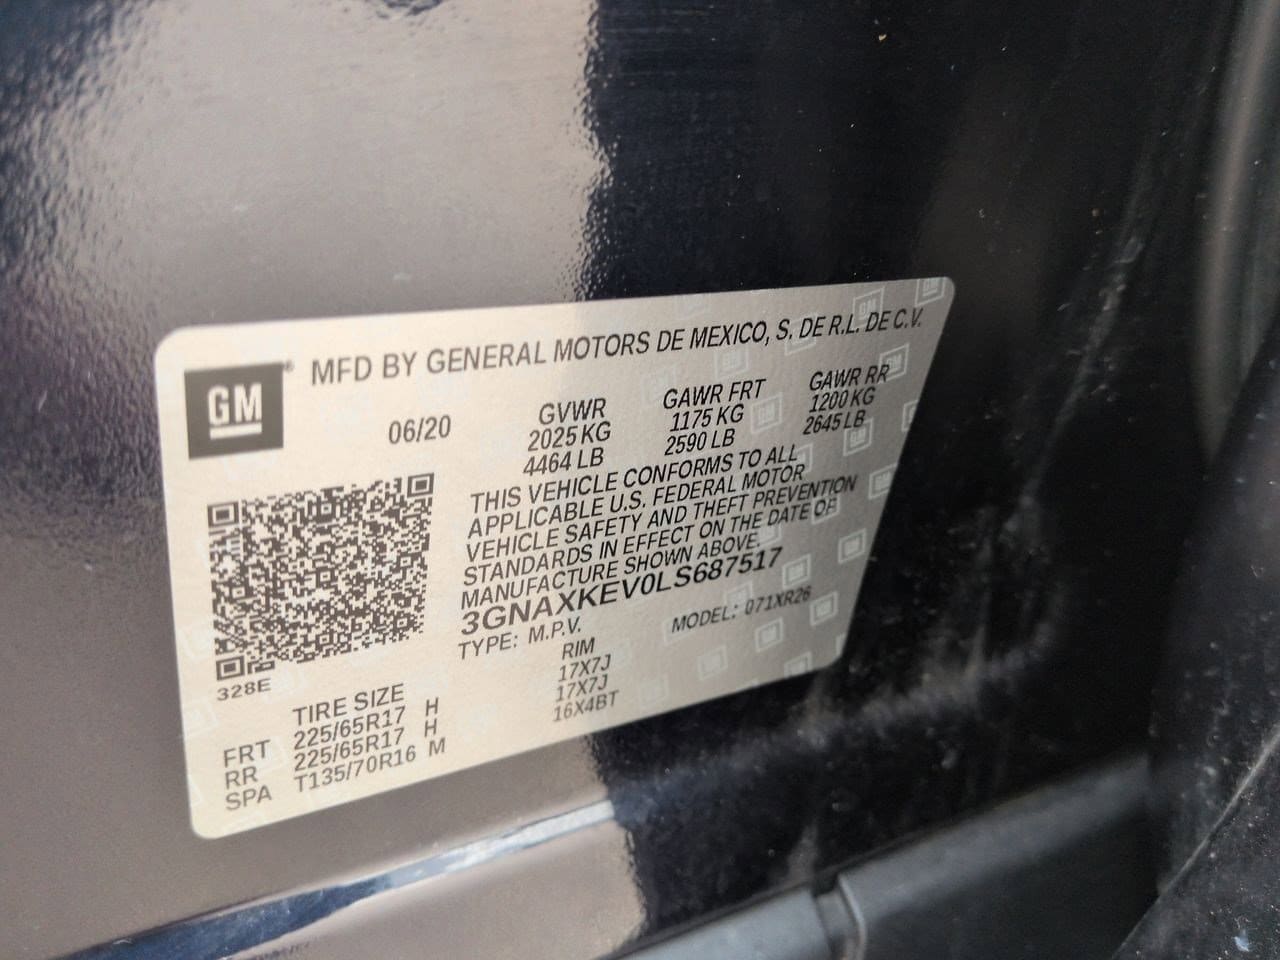 GM® MFD BY GENERAL MOTORS DE MEXICO, S. DE R.L. DE C.V.
06/20
GVWR GAWR FRT GAWR RR
2025 KG 1175 KG 1200 KG
4464 LB 2590 LB 2645 LB
THIS VEHICLE CONFORMS TO ALL
APPLICABLE U.S. FEDERAL MOTOR
VEHICLE SAFETY AND THEFT PREVENTION
STANDARDS IN EFFECT ON THE DATE OF
MANUFACTURE SHOWN ABOVE.
3GNAXKEV0LS687517
TYPE: M.P.V. MODEL: 071XR26
328E
TIRE SIZE RIM
FRT 225/65R17 H 17X7J
RR 225/65R17 H 17X7J
SPA T135/70R16 M 16X4BT